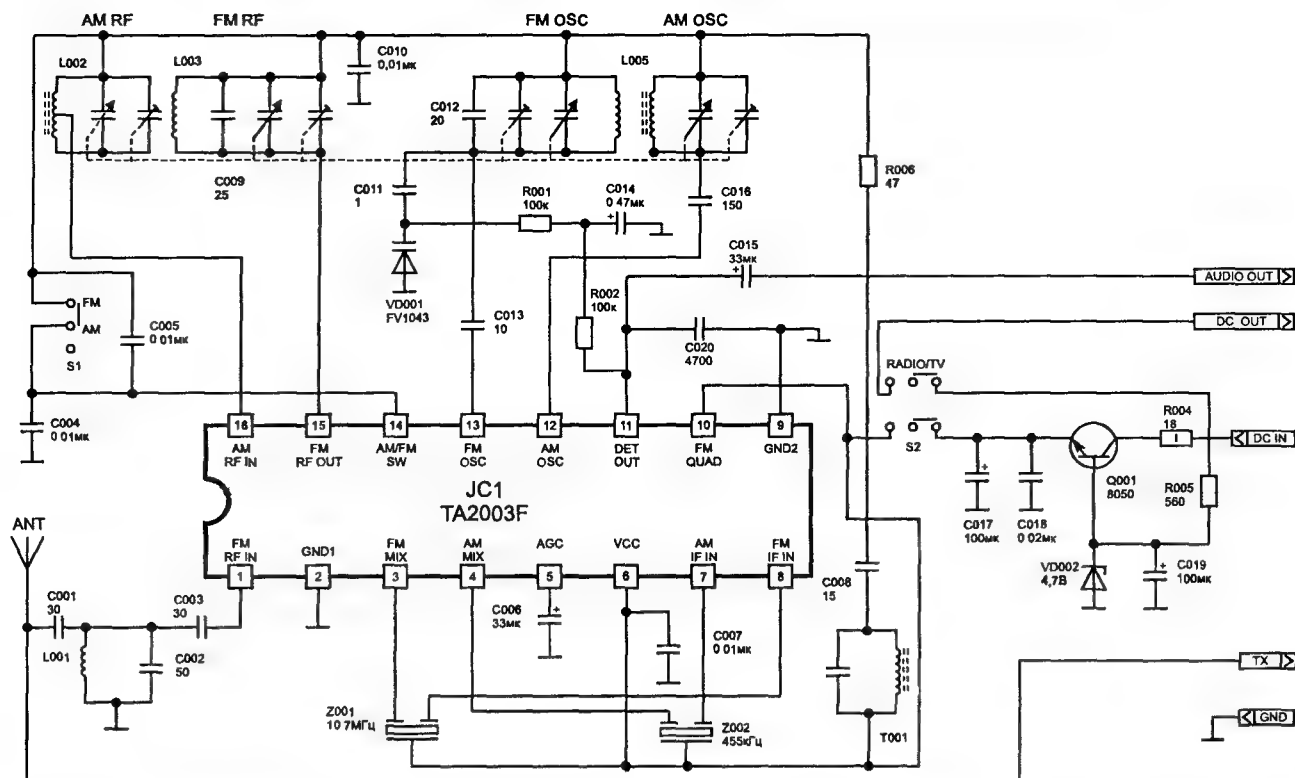 AM RF
FM RF
FM OSC
AM OSC
L002
L003
C010
0,01мк
L005
C012
20
C009
25
C011
1
R001
100к
C014
0 47мк
C016
150
R006
47
C015
33мк
AUDIO OUT
VD001
FV1043
R002
100к
C013
10
C020
4700
DC OUT
FM
AM
S1
C005
0 01мк
RADIO/TV
C004
0 01мк
16
15
14
13
12
11
10
9
AM
RF IN
FM
RF OUT
AM/FM
SW
FM
OSC
AM
OSC
DET
OUT
FM
QUAD
GND2
S2
R004
18
DC IN
Q001
8050
R005
560
JC1
TA2003F
C017
100мк
C018
0 02мк
VD002
4,7В
C019
100мк
ANT
FM
RF IN
GND1
FM
MIX
AM
MIX
AGC
VCC
AM
IF IN
FM
IF IN
1
2
3
4
5
6
7
8
C008
15
C001
30
C003
30
L001
C002
50
C006
33мк
C007
0 01мк
Z001
10 7МГц
Z002
455кГц
T001
TX
GND